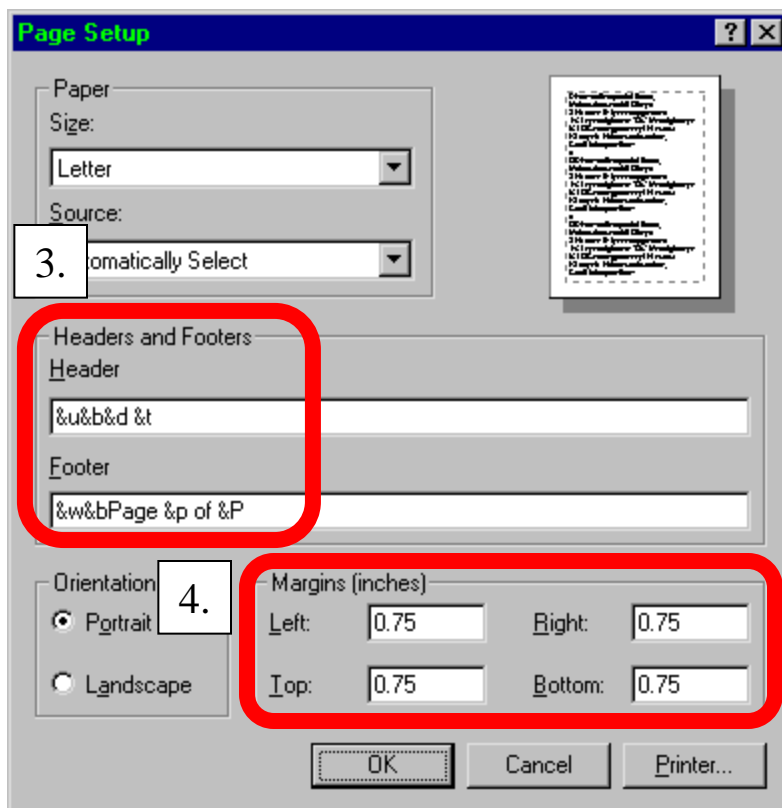 Page Setup
Paper
Size:
Letter
Source:
3.
tomatically Select
Headers and Footers
Header
&u&b&d &t
Footer
&w&bPage &p of &P
Orientation
4.
Portrait
Landscape
Margins (inches)
Left: 0.75 Right: 0.75
Top: 0.75 Bottom: 0.75
OK Cancel Printer...